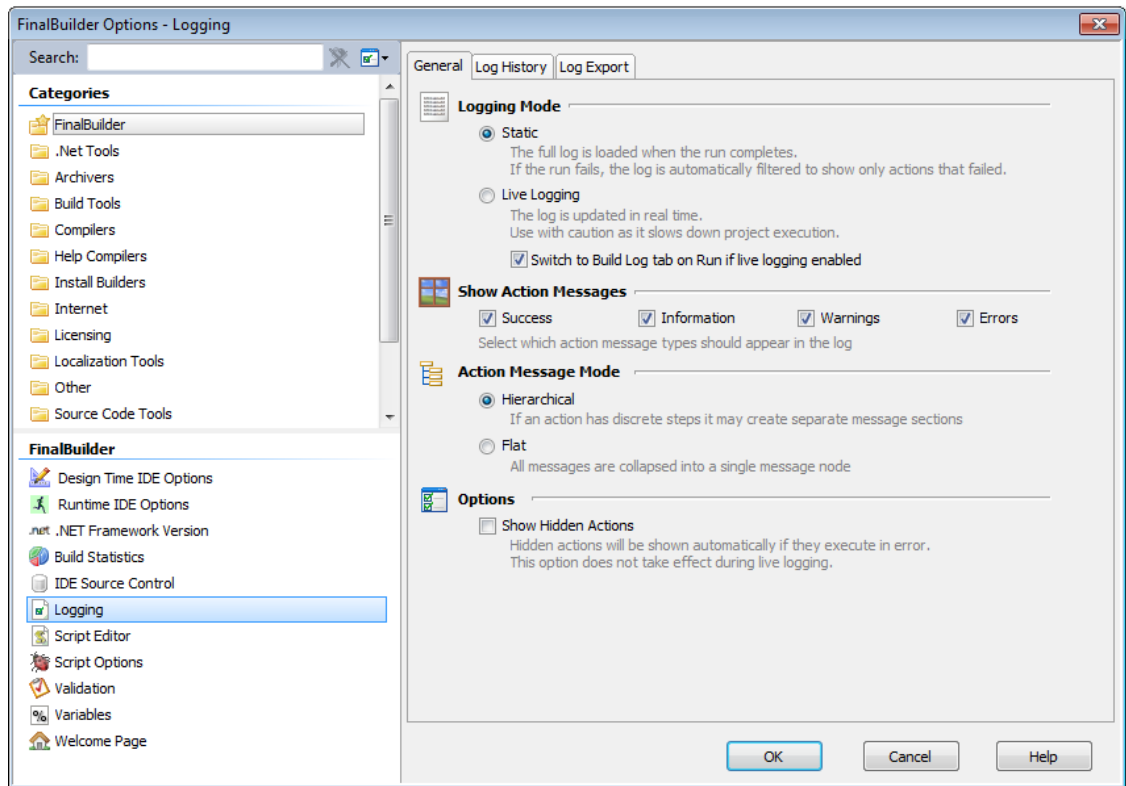 FinalBuilder Options - Logging
Search:
Categories
FinalBuilder
.Net Tools
Archivers
Build Tools
Compilers
Help Compilers
Install Builders
Internet
Licensing
Localization Tools
Other
Source Code Tools
FinalBuilder
Design Time IDE Options
Runtime IDE Options
.net .NET Framework Version
Build Statistics
IDE Source Control
Logging
Script Editor
Script Options
Validation
% Variables
Welcome Page
General Log History Log Export
Logging Mode
Static
The full log is loaded when the run completes.
If the run fails, the log is automatically filtered to show only actions that failed.
Live Logging
The log is updated in real time.
Use with caution as it slows down project execution.
Switch to Build Log tab on Run if live logging enabled
Show Action Messages
Success Information Warnings Errors
Select which action message types should appear in the log
Action Message Mode
Hierarchical
If an action has discrete steps it may create separate message sections
Flat
All messages are collapsed into a single message node
Options
Show Hidden Actions
Hidden actions will be shown automatically if they execute in error.
This option does not take effect during live logging.
OK Cancel Help